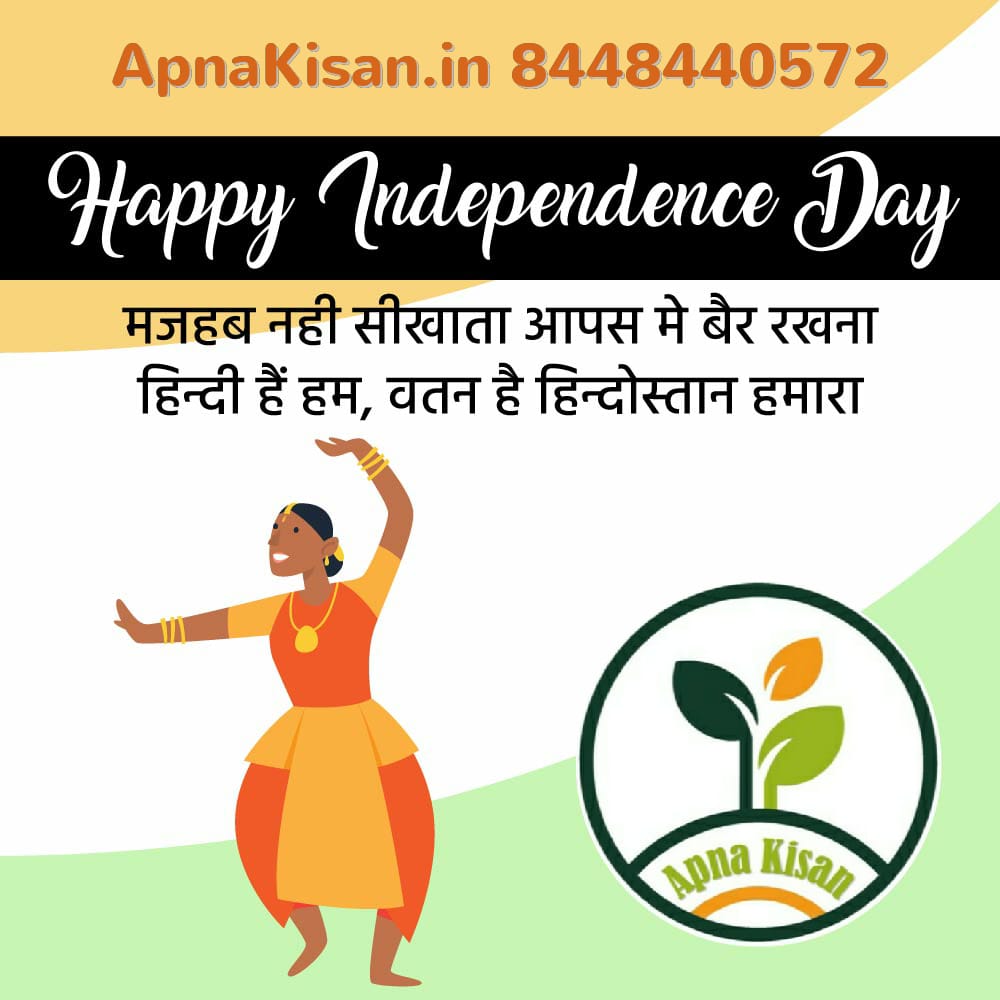 ApnaKisan.in 8448440572
Happy Independence Day
मजहब नही सीखाता आपस मे बैर रखना
हिन्दी हैं हम, वतन है हिन्दोस्तान हमारा
Apna Kisan